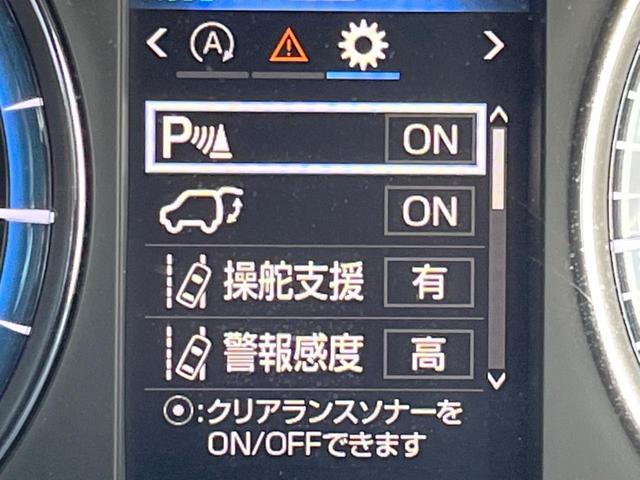 A
P ON
ON
操舵支援 有
警報感度 高
⦿:クリアランスソナーを
ON/OFFできます